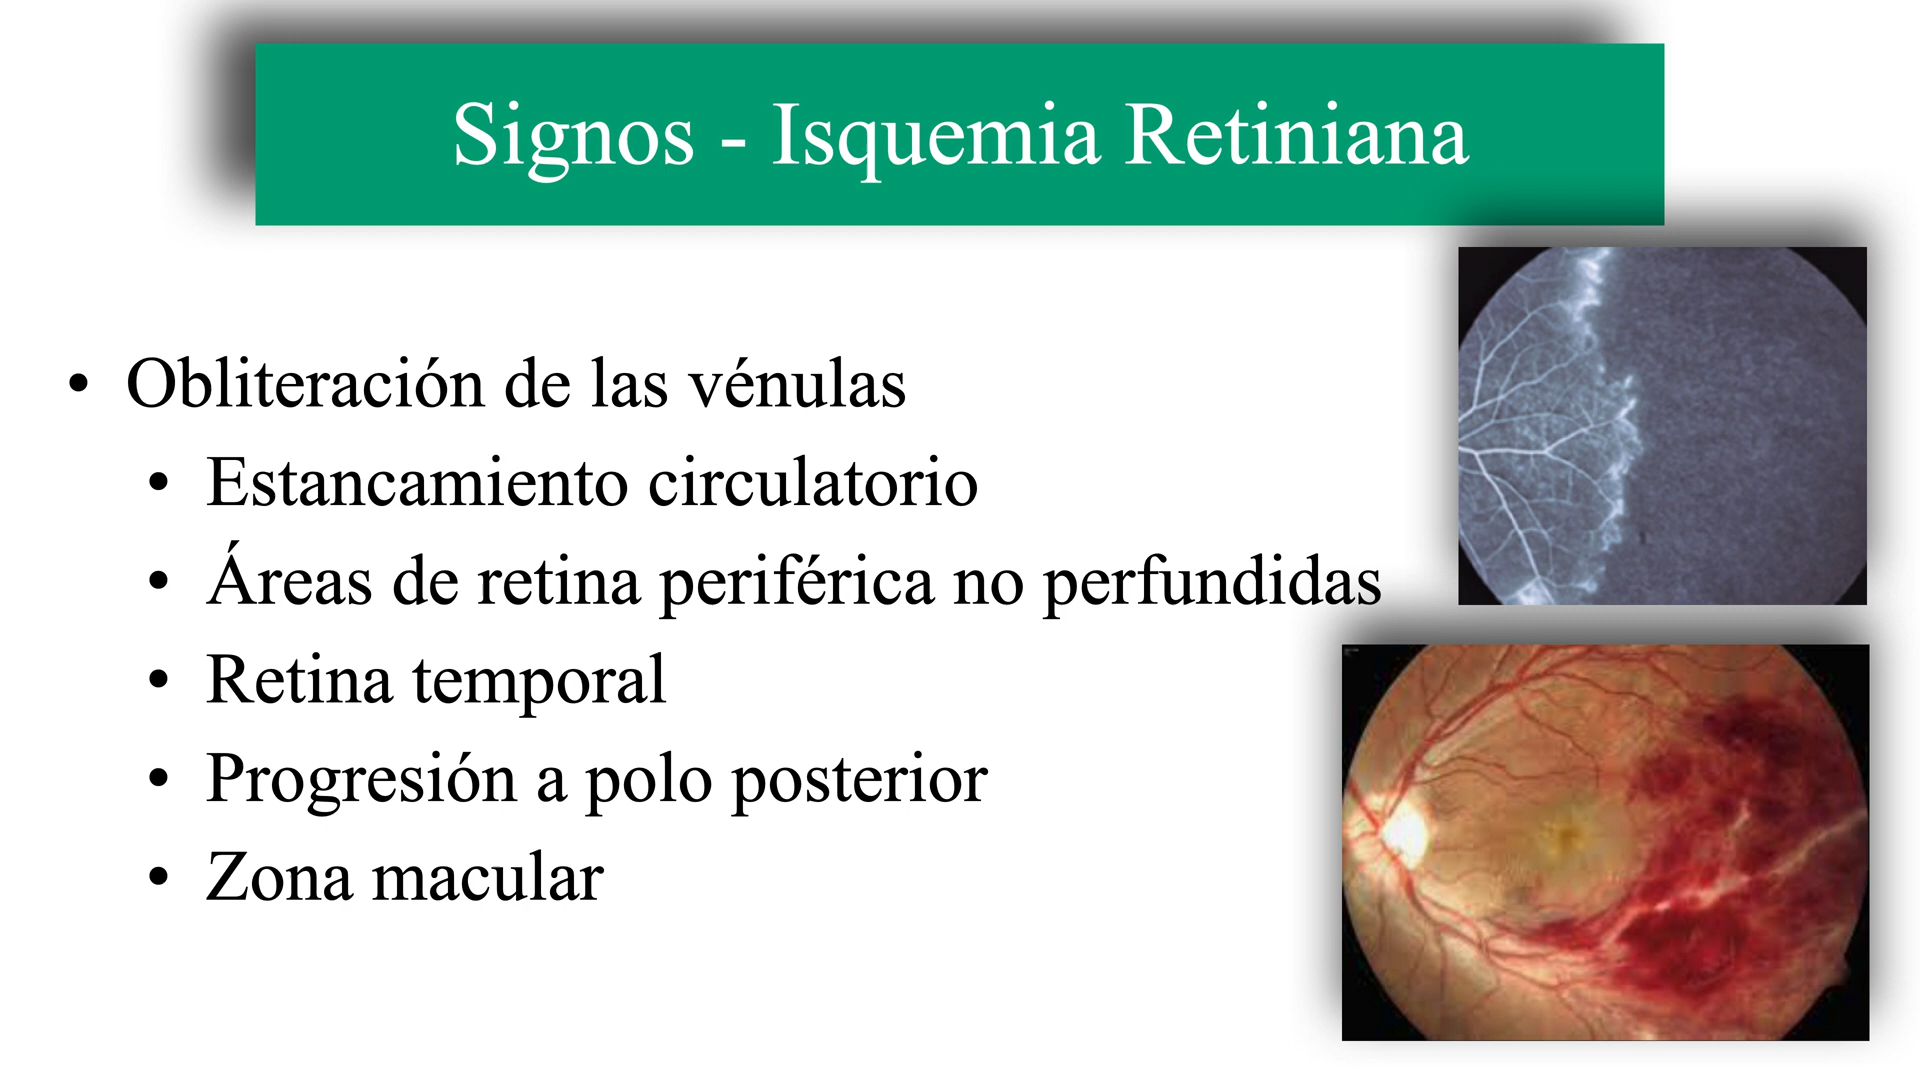 Signos - Isquemia Retiniana
• Obliteración de las vénulas
• Estancamiento circulatorio
• Áreas de retina periférica no perfundidas
• Retina temporal
• Progresión a polo posterior
• Zona macular